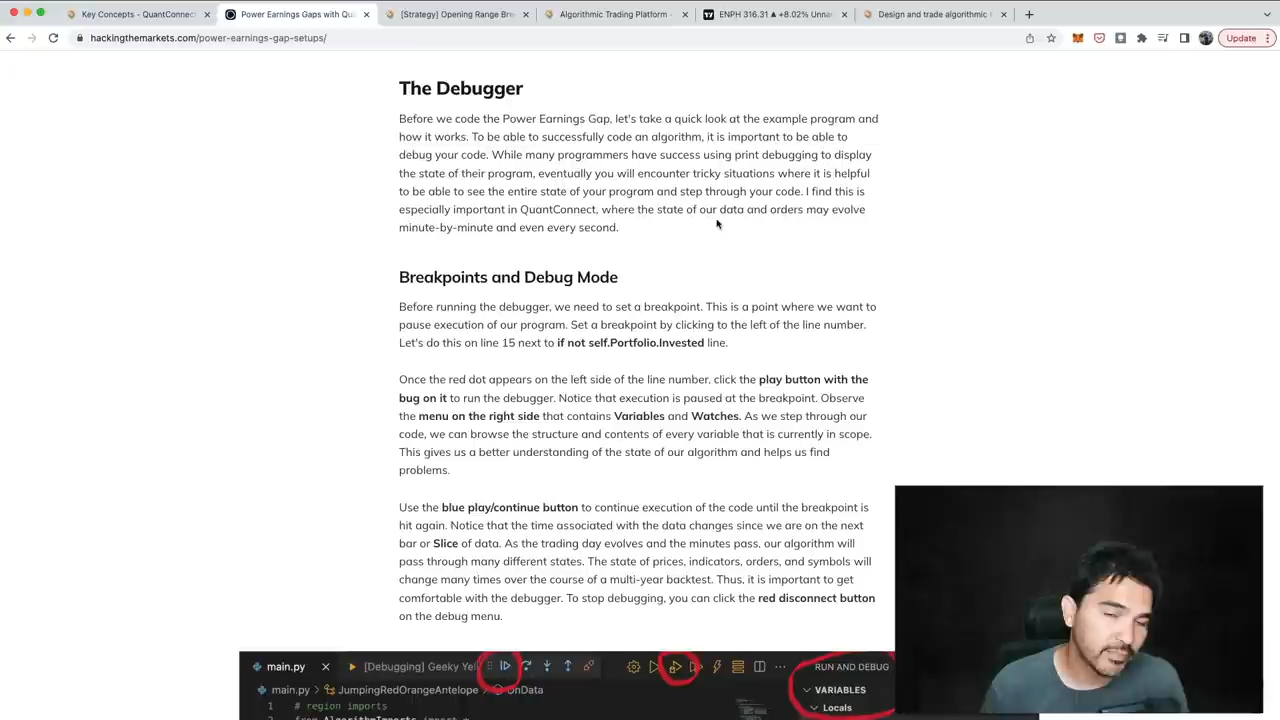 Key Concepts - QuantConnect
Power Earnings Gaps with Qu
[Strategy] Opening Range Bre
Algorithmic Trading Platform -
ENPH 316.31 ▲ +8.02% Unna
Design and trade algorithmic
hackingthemarkets.com/power-earnings-gap-setups/
Update
The Debugger
Before we code the Power Earnings Gap, let's take a quick look at the example program and
how it works. To be able to successfully code an algorithm, it is important to be able to
debug your code. While many programmers have success using print debugging to display
the state of their program, eventually you will encounter tricky situations where it is helpful
to be able to see the entire state of your program and step through your code. I find this is
especially important in QuantConnect, where the state of our data and orders may evolve
minute-by-minute and even every second.
Breakpoints and Debug Mode
Before running the debugger, we need to set a breakpoint. This is a point where we want to
pause execution of our program. Set a breakpoint by clicking to the left of the line number.
Let's do this on line 15 next to if not self.Portfolio.Invested line.
Once the red dot appears on the left side of the line number, click the play button with the
bug on it to run the debugger. Notice that execution is paused at the breakpoint. Observe
the menu on the right side that contains Variables and Watches. As we step through our
code, we can browse the structure and contents of every variable that is currently in scope.
This gives us a better understanding of the state of our algorithm and helps us find
problems.
Use the blue play/continue button to continue execution of the code until the breakpoint is
hit again. Notice that the time associated with the data changes since we are on the next
bar or Slice of data. As the trading day evolves and the minutes pass, our algorithm will
pass through many different states. The state of prices, indicators, orders, and symbols will
change many times over the course of a multi-year backtest. Thus, it is important to get
comfortable with the debugger. To stop debugging, you can click the red disconnect button
on the debug menu.
main.py
[Debugging] Geeky Yel
RUN AND DEBUG
main.py > JumpingRedOrangeAntelope > OnData
VARIABLES
1 # region imports
Locals
from AlgorithmImports import *